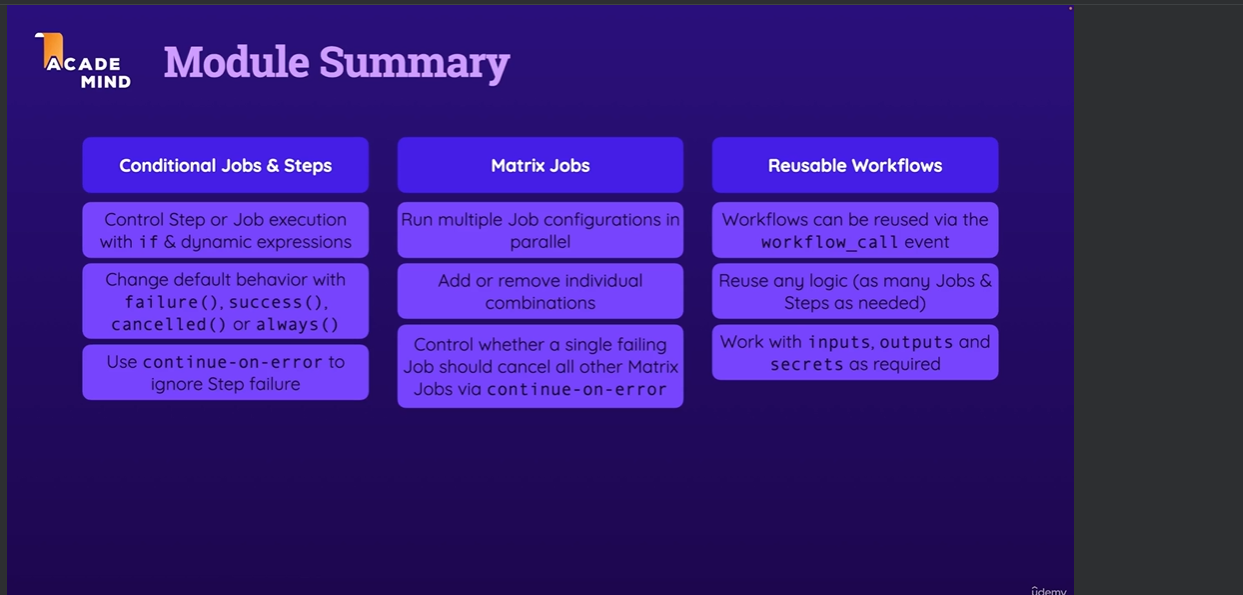 ACADE
MIND
Module Summary
Conditional Jobs & Steps
Control Step or Job execution
with if & dynamic expressions
Change default behavior with
failure(), success(),
cancelled() or always()
Use continue-on-error to
ignore Step failure
Matrix Jobs
Run multiple Job configurations in
parallel
Add or remove individual
combinations
Control whether a single failing
Job should cancel all other Matrix
Jobs via continue-on-error
Reusable Workflows
Workflows can be reused via the
workflow_call event
Reuse any logic (as many Jobs &
Steps as needed)
Work with inputs, outputs and
secrets as required
ûdemy